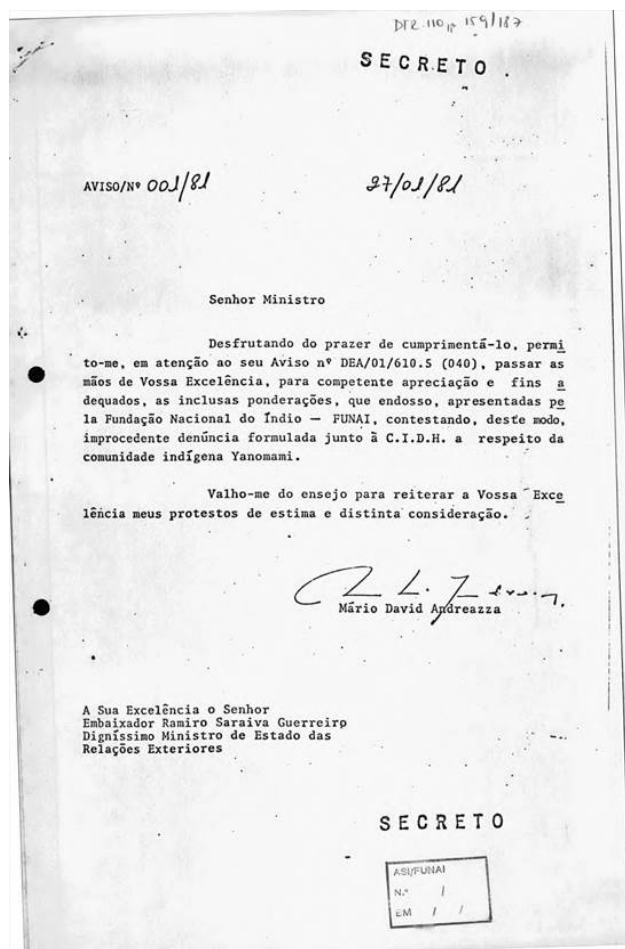 DTR.110, p 159/187
SECRETO.
AVISO/Nº 001/81 27/01/81
Senhor Ministro
Desfrutando do prazer de cumprimentá-lo, permi
to-me, em atenção ao seu Aviso nº DEA/01/610.5 (040), passar as
mãos de Vossa Excelência, para competente apreciação e fins a
dequados, as inclusas ponderações, que endosso, apresentadas pe
la Fundação Nacional do Índio — FUNAI, contestando, deste modo,
improcedente denúncia formulada junto à C.I.D.H. a respeito da
comunidade indígena Yanomami.
Valho-me do ensejo para reiterar a Vossa Exce
lência meus protestos de estima e distinta consideração.
Mário David Andreazza
A Sua Excelência o Senhor
Embaixador Ramiro Saraiva Guerreiro
Digníssimo Ministro de Estado das
Relações Exteriores
SECRETO
ASI/FUNAI
N.º /
EM / /